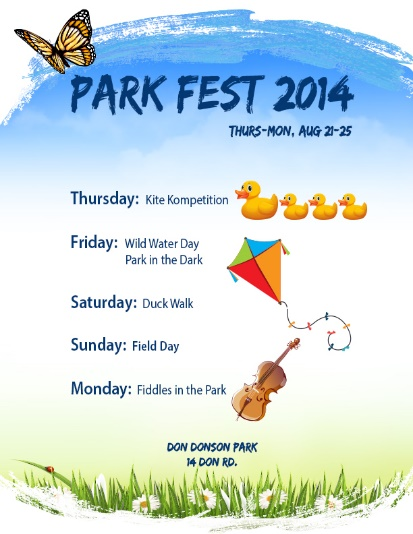 PARK FEST 2014
THURS-MON, AUG 21-25
Thursday: Kite Kompetition
Friday: Wild Water Day
Park in the Dark
Saturday: Duck Walk
Sunday: Field Day
Monday: Fiddles in the Park
DON DONSON PARK
14 DON RD.